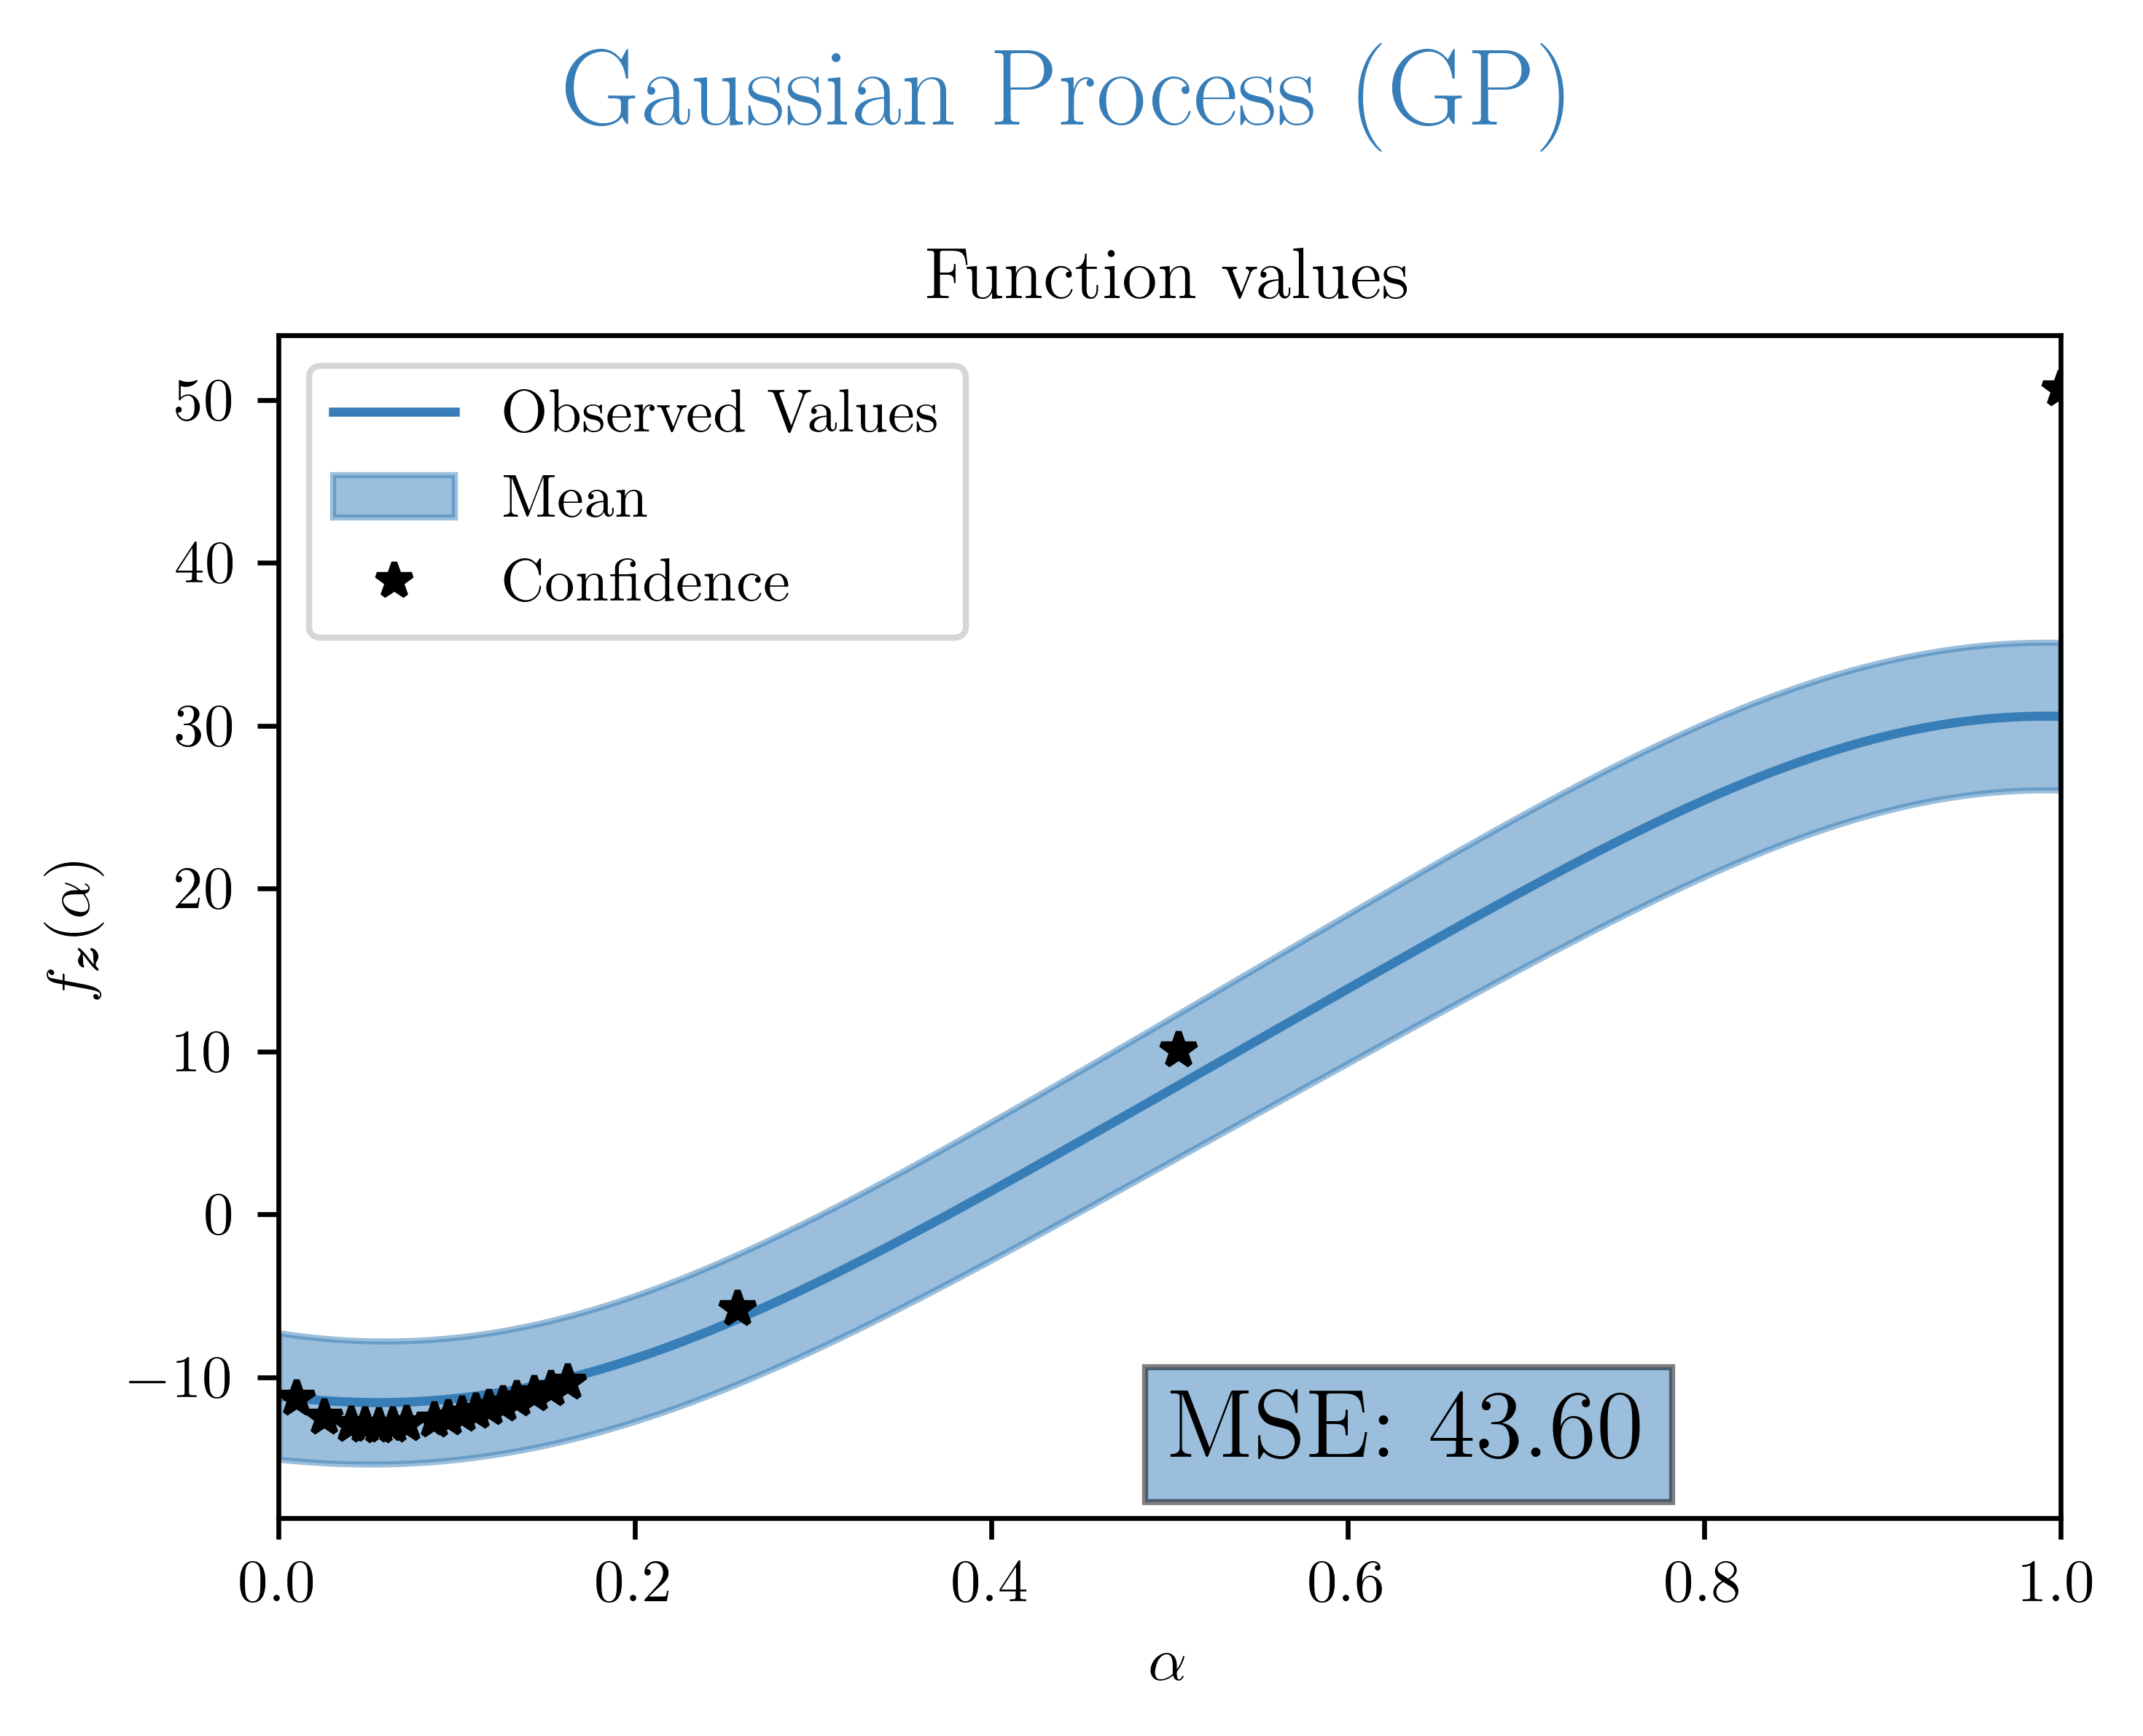 Gaussian Process (GP)
Function values
Observed Values
Mean
Confidence
50
40
30
20
10
0
−10
f_z(α)
MSE: 43.60
0.0 0.2 0.4 0.6 0.8 1.0
α